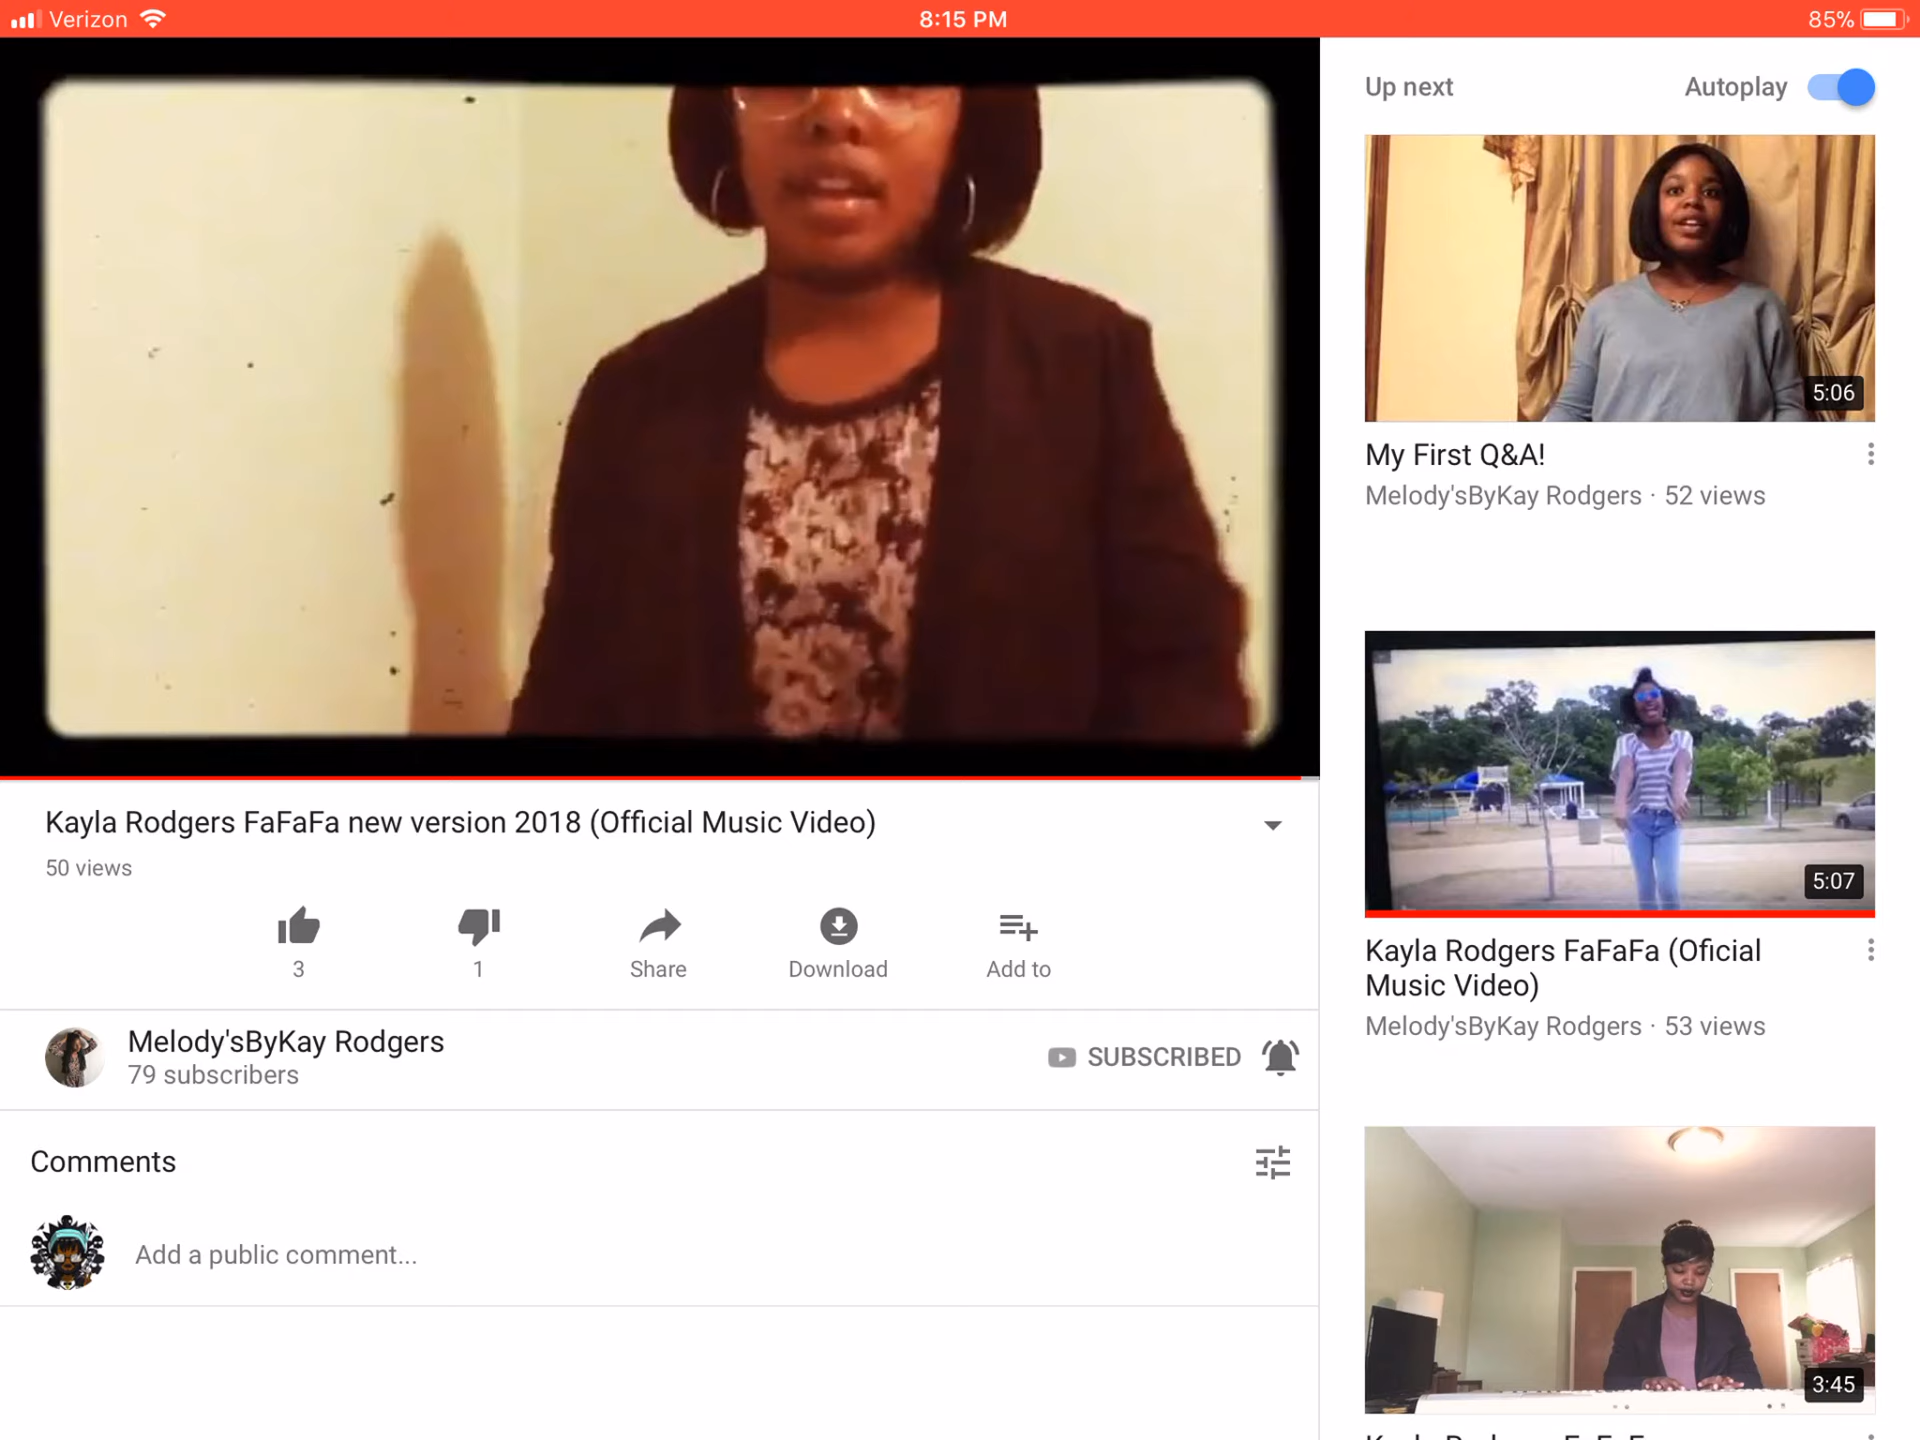 Verizon
8:15 PM
85%
Up next
Autoplay
5:06
My First Q&A!
Melody'sByKay Rodgers · 52 views
5:07
Kayla Rodgers FaFaFa (Oficial
Music Video)
Melody'sByKay Rodgers · 53 views
3:45
Kayla Rodgers FaFaFa new version 2018 (Official Music Video)
50 views
3
1
Share
Download
Add to
Melody'sByKay Rodgers
79 subscribers
SUBSCRIBED
Comments
Add a public comment...